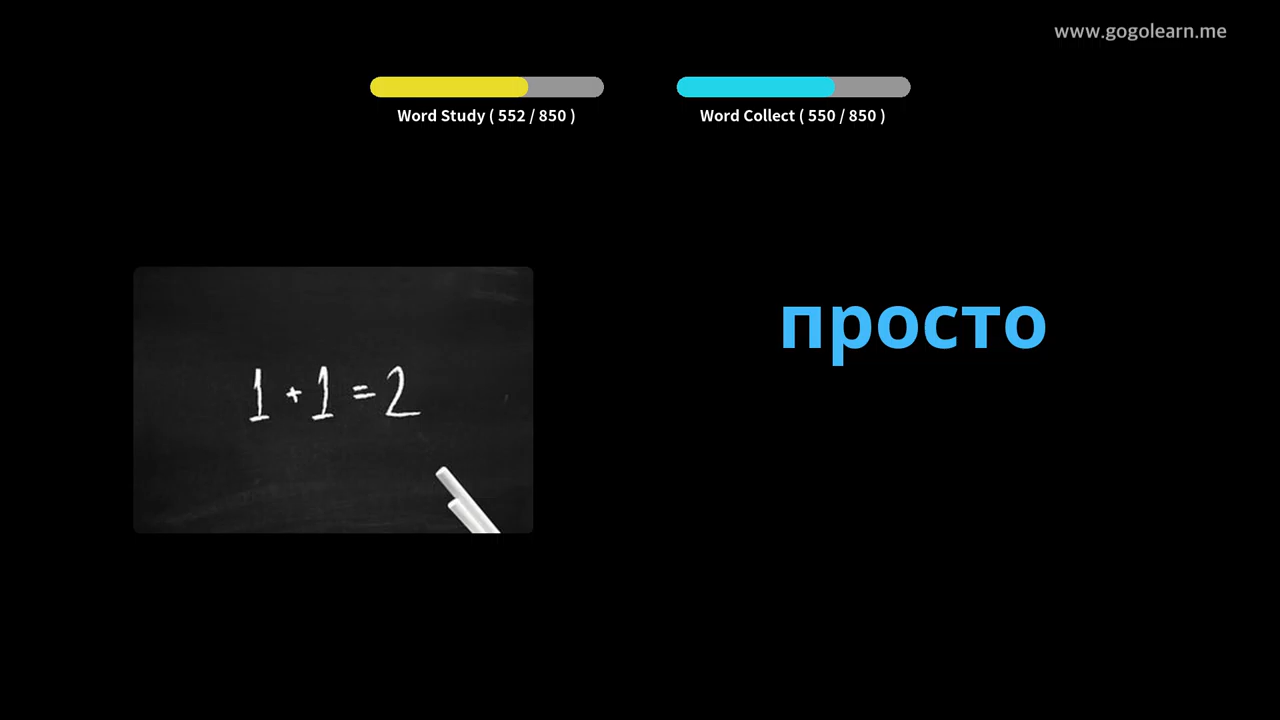 www.gogolearn.me
Word Study ( 552 / 850 )
Word Collect ( 550 / 850 )
1 + 1 = 2
просто